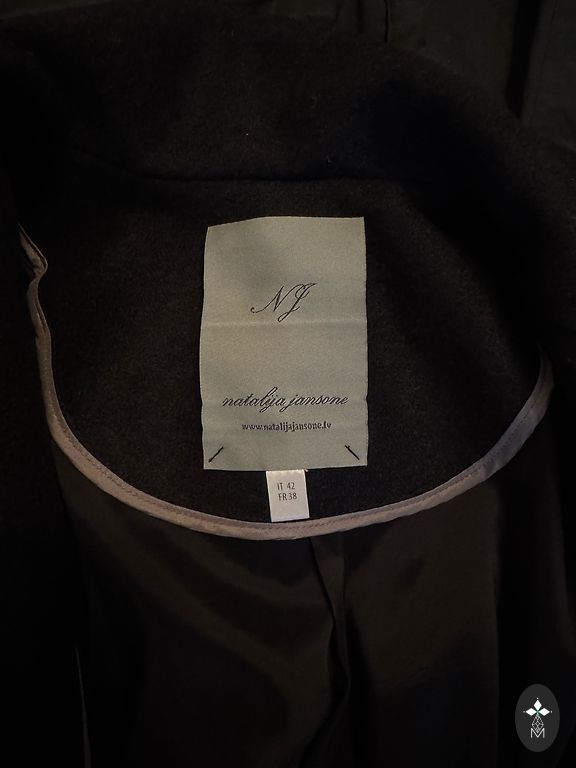 NJ
natalija jansone
www.natalijajansone.lv
IT 42
FR 38
M